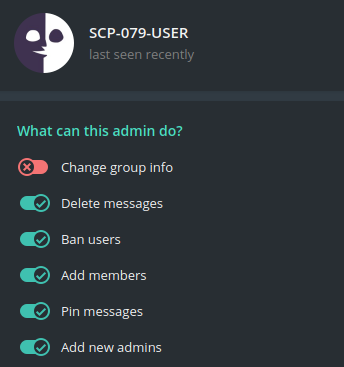 SCP-079-USER
last seen recently
What can this admin do?
Change group info
Delete messages
Ban users
Add members
Pin messages
Add new admins